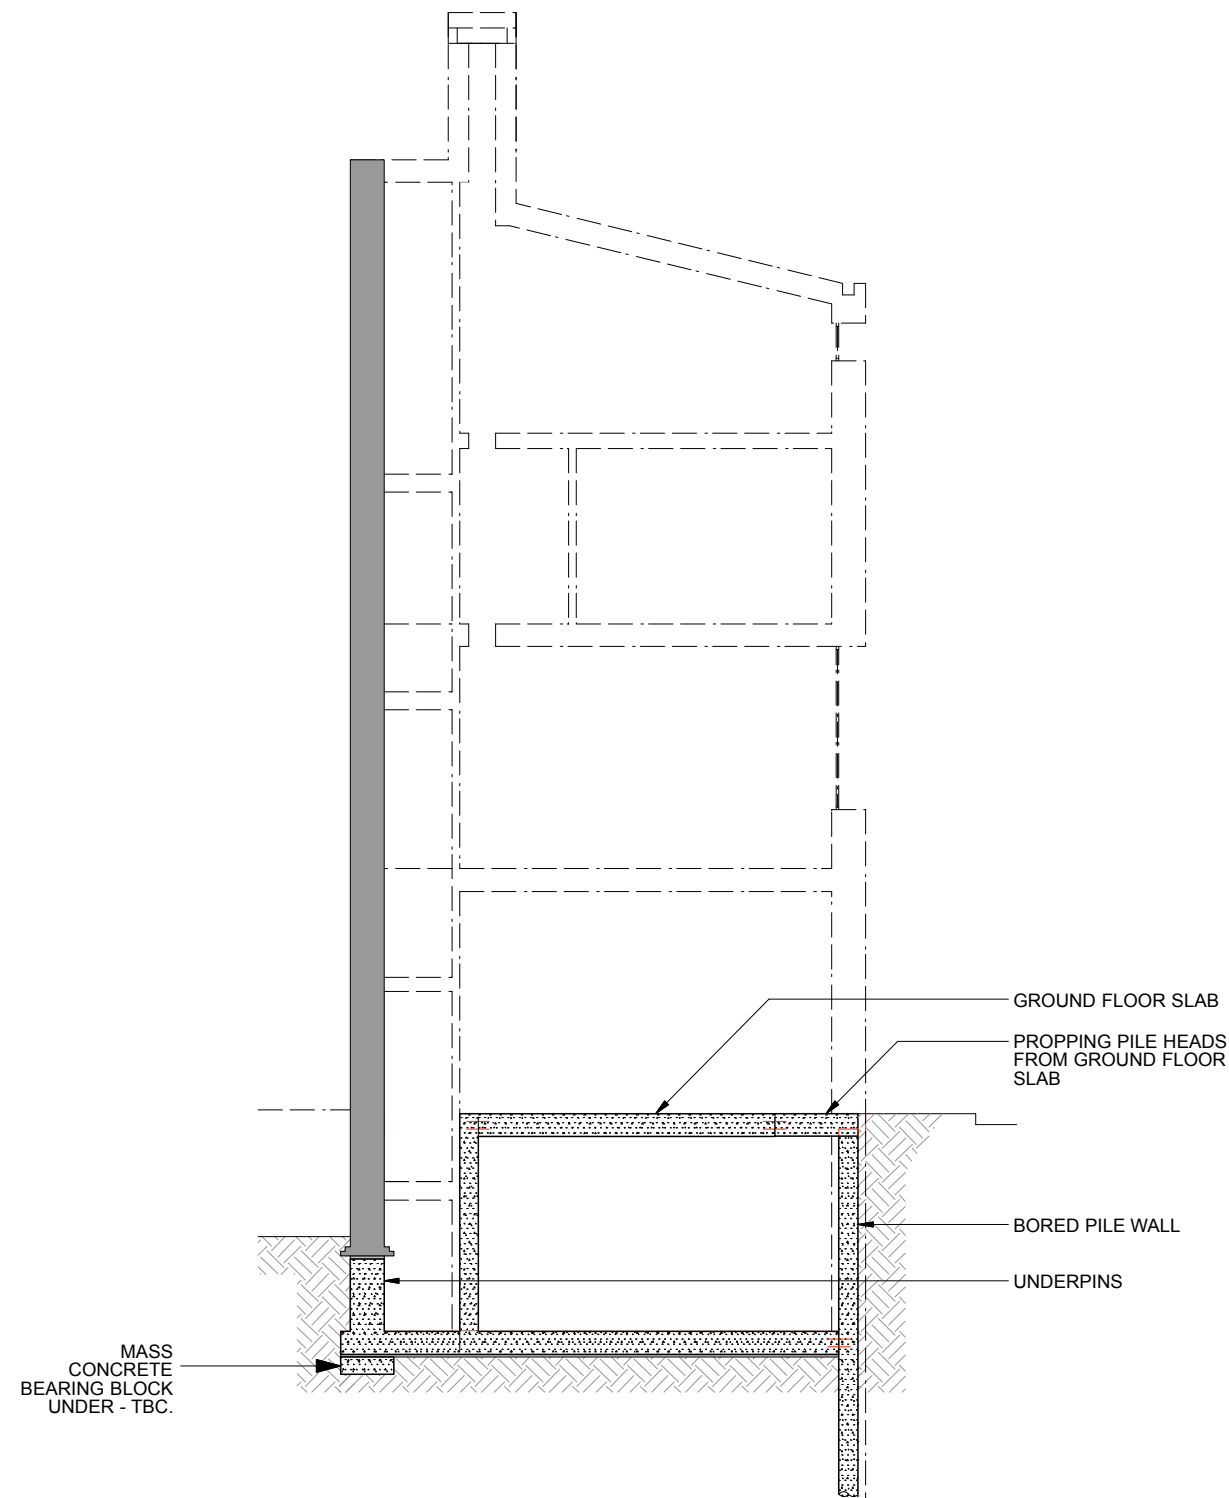 GROUND FLOOR SLAB
PROPPING PILE HEADS
FROM GROUND FLOOR
SLAB
BORED PILE WALL
UNDERPINS
MASS
CONCRETE
BEARING BLOCK
UNDER - TBC.